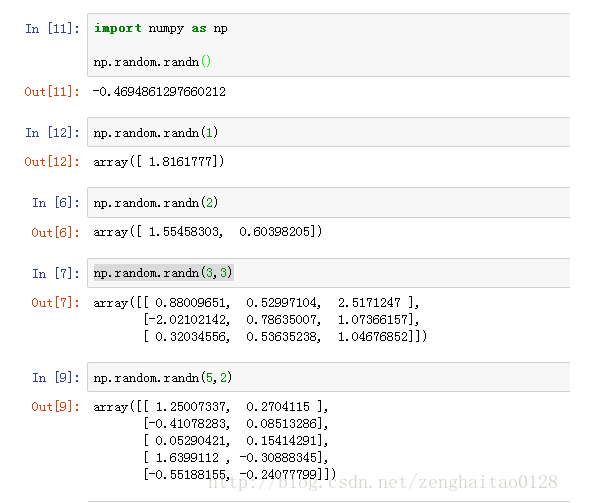 In [11]: import numpy as np
np.random.randn()
Out[11]: -0.4694861297660212
In [12]: np.random.randn(1)
Out[12]: array([ 1.8161777])
In [6]: np.random.randn(2)
Out[6]: array([ 1.55458303,  0.60398205])
In [7]: np.random.randn(3,3)
Out[7]: array([[ 0.88009651,  0.52997104,  2.5171247 ],
[-2.02102142,  0.78635007,  1.07366157],
[ 0.32034556,  0.53635238,  1.04676852]])
In [9]: np.random.randn(5,2)
Out[9]: array([[ 1.25007337,  0.2704115 ],
[-0.41078283,  0.08513286],
[ 0.05290421,  0.15414291],
[ 1.6399112 , -0.30888345],
[-0.55188155, -0.24077799]])
http://blog.csdn.net/zenghaitao0128